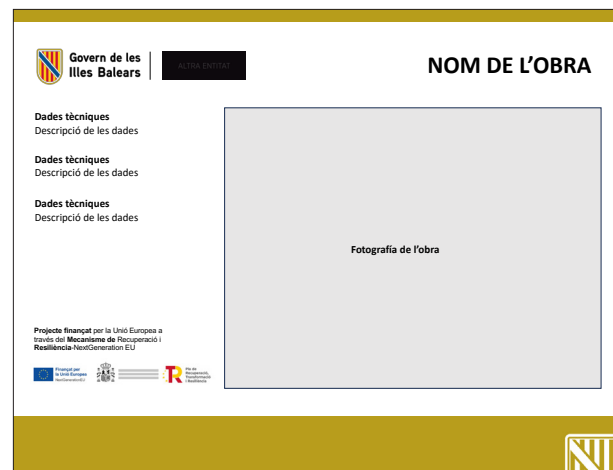 Govern de les
Illes Balears
ALTRA ENTITAT
NOM DE L’OBRA
Dades tècniques
Descripció de les dades
Dades tècniques
Descripció de les dades
Dades tècniques
Descripció de les dades
Fotografía de l’obra
Projecte finançat per la Unió Europea a
través del Mecanisme de Recuperació i
Resiliència-NextGeneration EU
Finançat per
la Unió Europea
NextGenerationEU
Pla de
Recuperació,
Transformació
i Resiliència